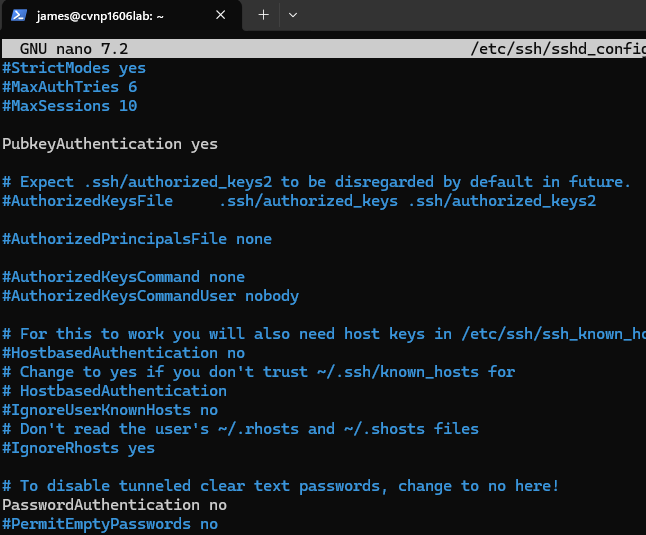 james@cvnp1606lab: ~
GNU nano 7.2 /etc/ssh/sshd_config
#StrictModes yes
#MaxAuthTries 6
#MaxSessions 10
PubkeyAuthentication yes
# Expect .ssh/authorized_keys2 to be disregarded by default in future.
#AuthorizedKeysFile .ssh/authorized_keys .ssh/authorized_keys2
#AuthorizedPrincipalsFile none
#AuthorizedKeysCommand none
#AuthorizedKeysCommandUser nobody
# For this to work you will also need host keys in /etc/ssh/ssh_known_ho
#HostbasedAuthentication no
# Change to yes if you don't trust ~/.ssh/known_hosts for
# HostbasedAuthentication
#IgnoreUserKnownHosts no
# Don't read the user's ~/.rhosts and ~/.shosts files
#IgnoreRhosts yes
# To disable tunneled clear text passwords, change to no here!
PasswordAuthentication no
#PermitEmptyPasswords no